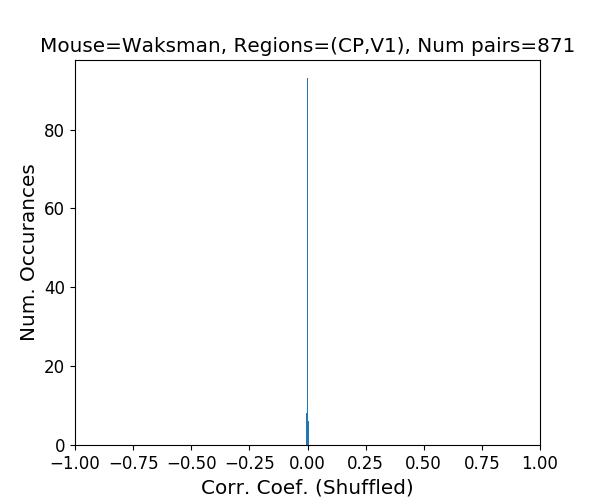 Mouse=Waksman, Regions=(CP,V1), Num pairs=871
Num. Occurances
80
60
40
20
0
−1.00 −0.75 −0.50 −0.25 0.00 0.25 0.50 0.75 1.00
Corr. Coef. (Shuffled)